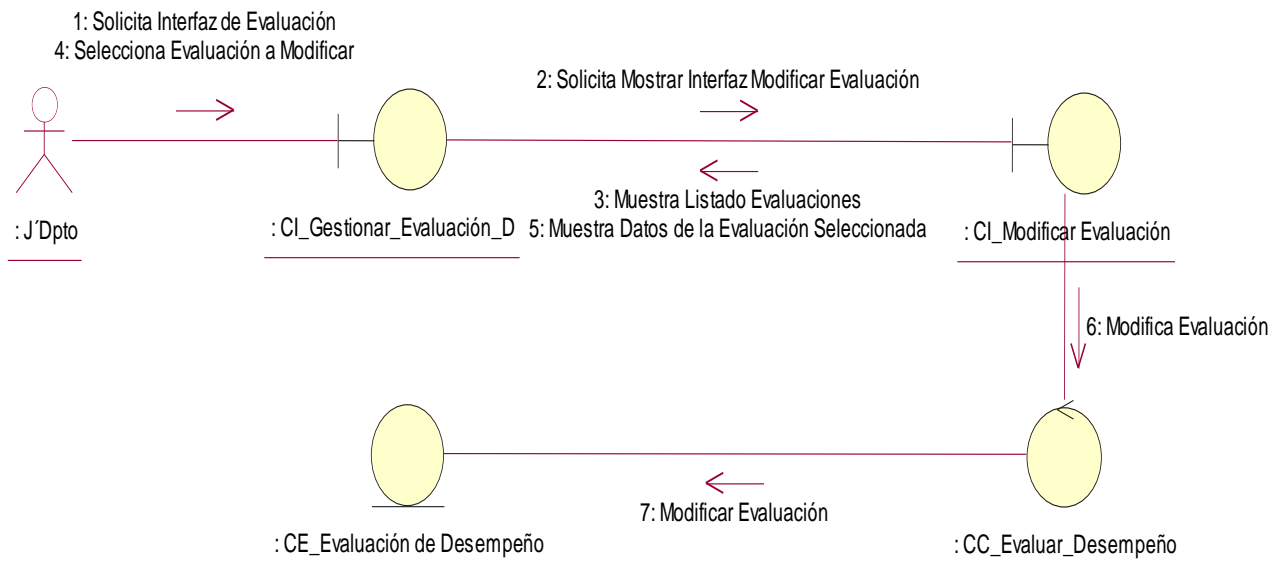 1: Solicita Interfaz de Evaluación
4: Selecciona Evaluación a Modificar
2: Solicita Mostrar Interfaz Modificar Evaluación
3: Muestra Listado Evaluaciones
5: Muestra Datos de la Evaluación Seleccionada
: J´Dpto
: CI_Gestionar_Evaluación_D
: CI_Modificar Evaluación
6: Modifica Evaluación
7: Modificar Evaluación
: CE_Evaluación de Desempeño
: CC_Evaluar_Desempeño